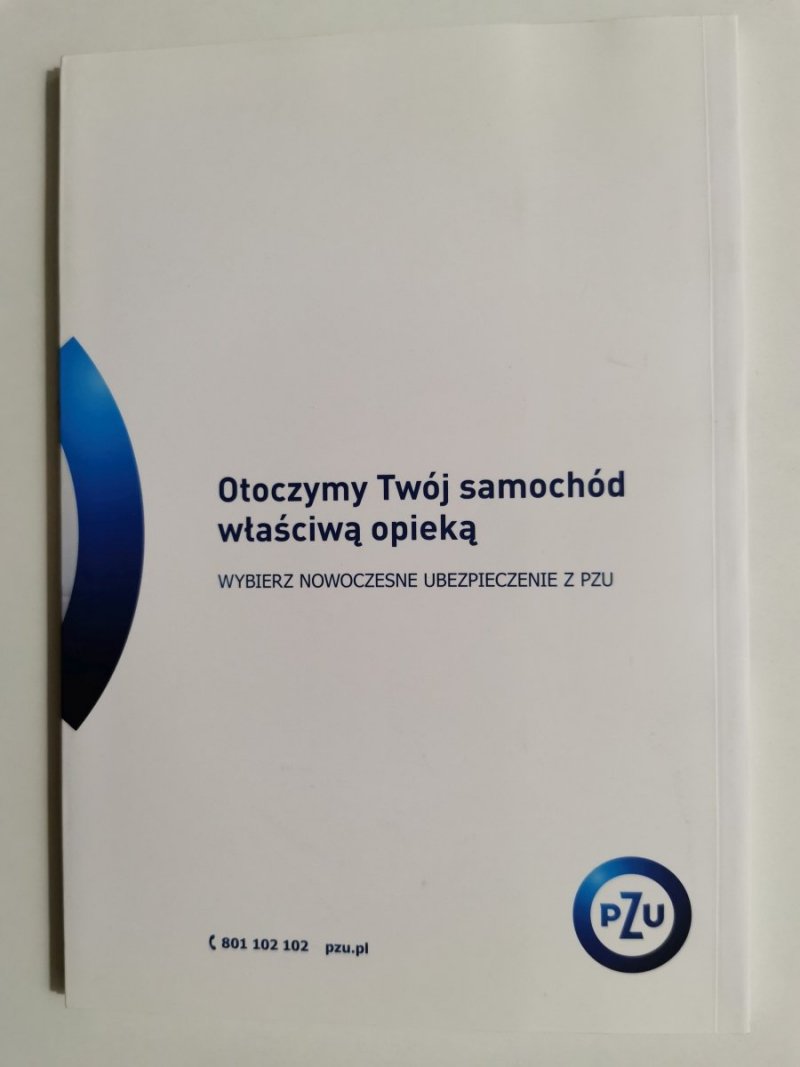 Otoczymy Twój samochód
właściwą opieką
WYBIERZ NOWOCZESNE UBEZPIECZENIE Z PZU
PZU
801 102 102 pzu.pl